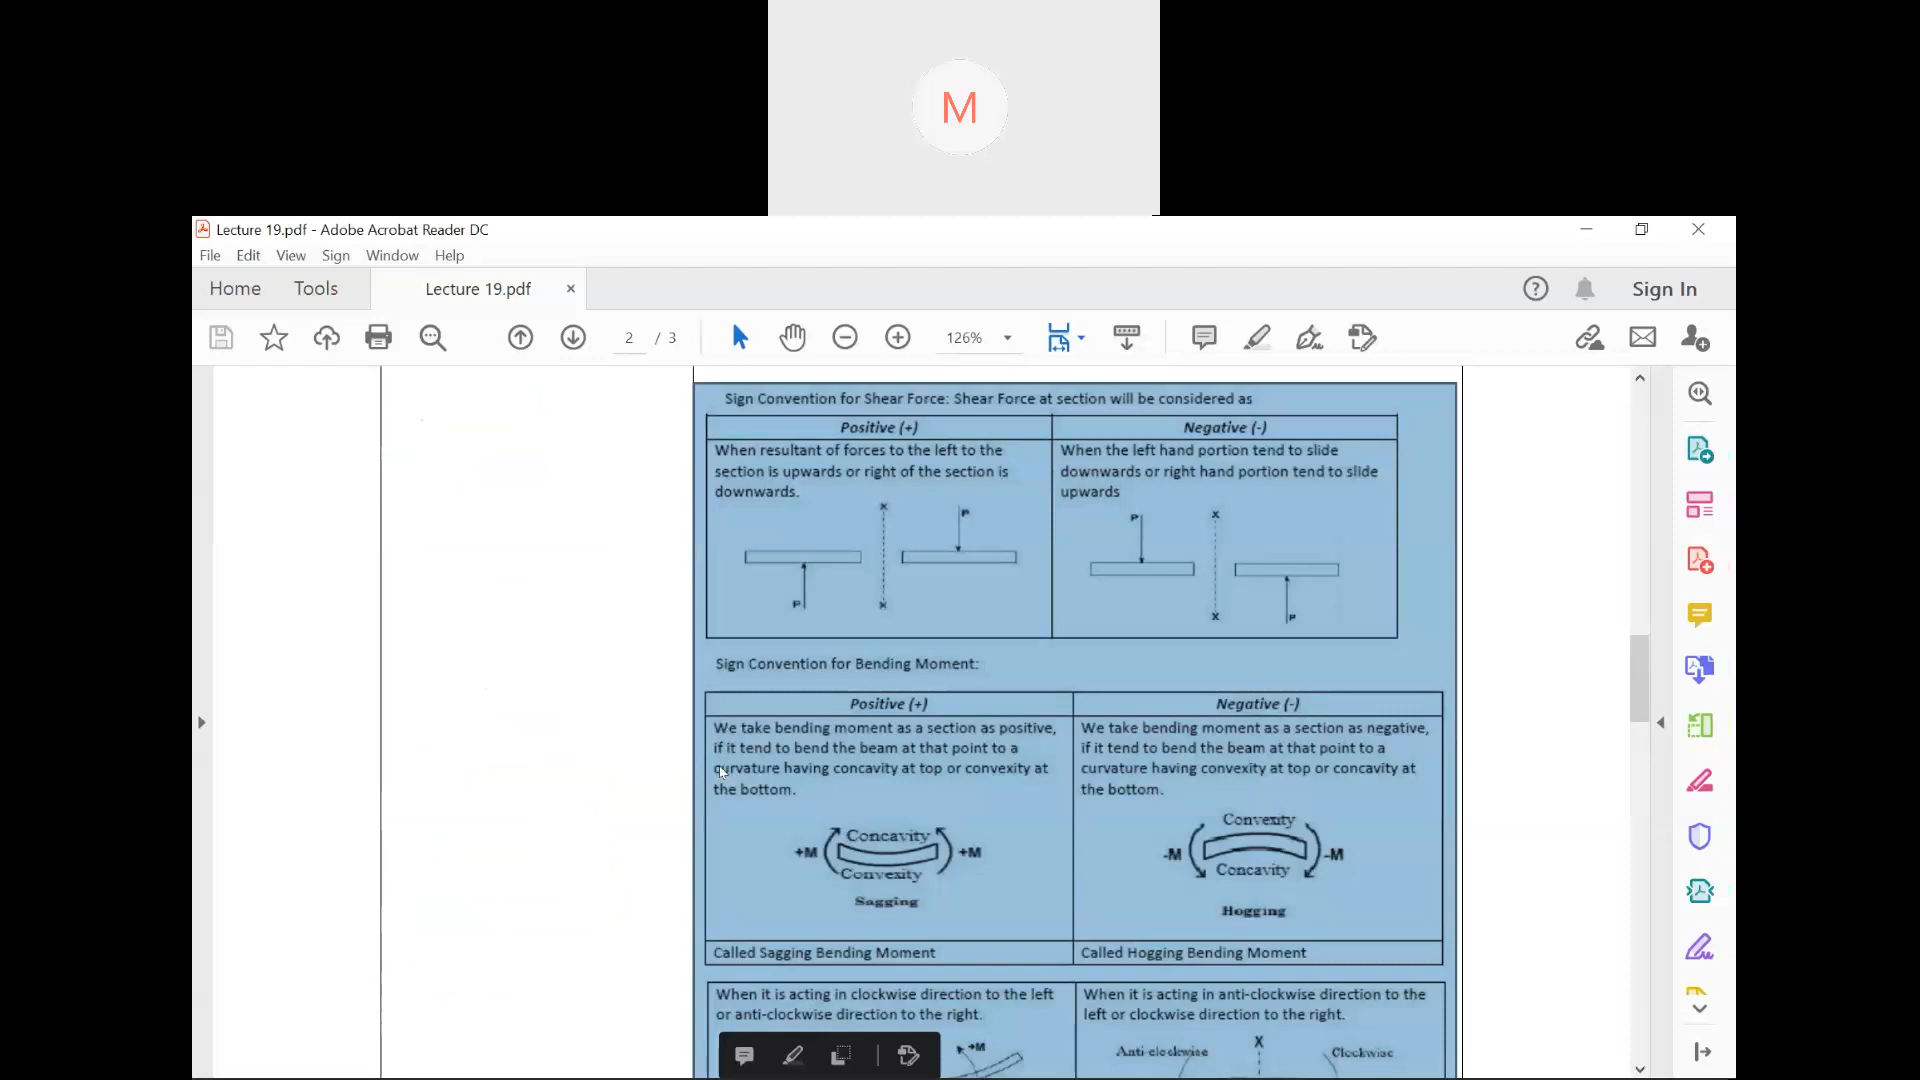 M
Lecture 19.pdf - Adobe Acrobat Reader DC
File Edit View Sign Window Help
Home Tools Lecture 19.pdf × Sign In
2 / 3 126%
Sign Convention for Shear Force: Shear Force at section will be considered as
Positive (+) Negative (-)
When resultant of forces to the left to the
section is upwards or right of the section is
downwards.
When the left hand portion tend to slide
downwards or right hand portion tend to slide
upwards
X P
P X
P X
X P
Sign Convention for Bending Moment:
Positive (+) Negative (-)
We take bending moment as a section as positive,
if it tend to bend the beam at that point to a
curvature having concavity at top or convexity at
the bottom.
We take bending moment as a section as negative,
if it tend to bend the beam at that point to a
curvature having convexity at top or concavity at
the bottom.
Concavity
+M +M
Convexity
Sagging
Convexity
-M -M
Concavity
Hogging
Called Sagging Bending Moment Called Hogging Bending Moment
When it is acting in clockwise direction to the left
or anti-clockwise direction to the right.
When it is acting in anti-clockwise direction to the
left or clockwise direction to the right.
+M
X
Anti-clockwise Clockwise